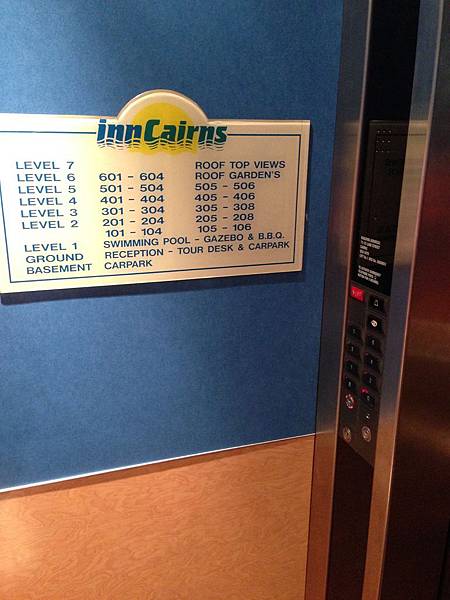 innCairns
LEVEL 7 ROOF TOP VIEWS
LEVEL 6 601 - 604 ROOF GARDEN'S
LEVEL 5 501 - 504 505 - 506
LEVEL 4 401 - 404 405 - 406
LEVEL 3 301 - 304 305 - 308
LEVEL 2 201 - 204 205 - 208
101 - 104 105 - 106
LEVEL 1 SWIMMING POOL - GAZEBO & B.B.Q.
GROUND RECEPTION - TOUR DESK & CARPARK
BASEMENT CARPARK